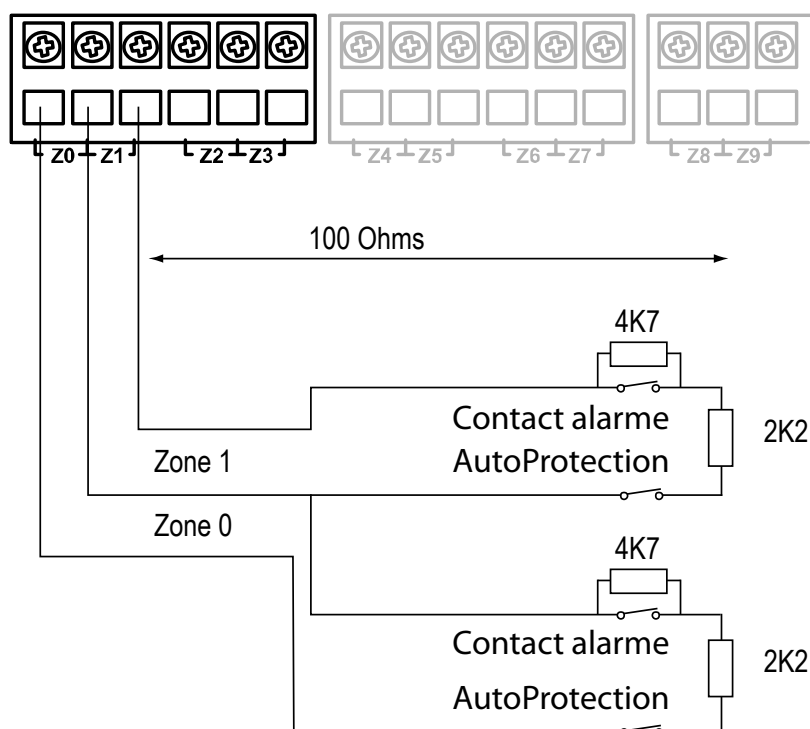 Z0 Z1 Z2 Z3 Z4 Z5 Z6 Z7 Z8 Z9
100 Ohms
4K7
Contact alarme
2K2
Zone 1
AutoProtection
Zone 0
4K7
Contact alarme
2K2
AutoProtection